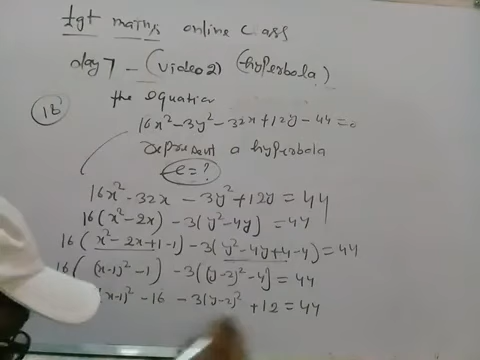 tgt maths online class
day 7 - (video 2) (hyperbola)
the equation
(16) 16x² - 3y² - 32x + 12y - 44 = 0
represent a hyperbola
e = ?
16x² - 32x - 3y² + 12y = 44
16(x² - 2x) - 3(y² - 4y) = 44
16(x² - 2x + 1 - 1) - 3(y² - 4y + 4 - 4) = 44
16((x-1)² - 1) - 3[(y-2)² - 4] = 44
(x-1)² - 16 - 3(y-2)² + 12 = 44